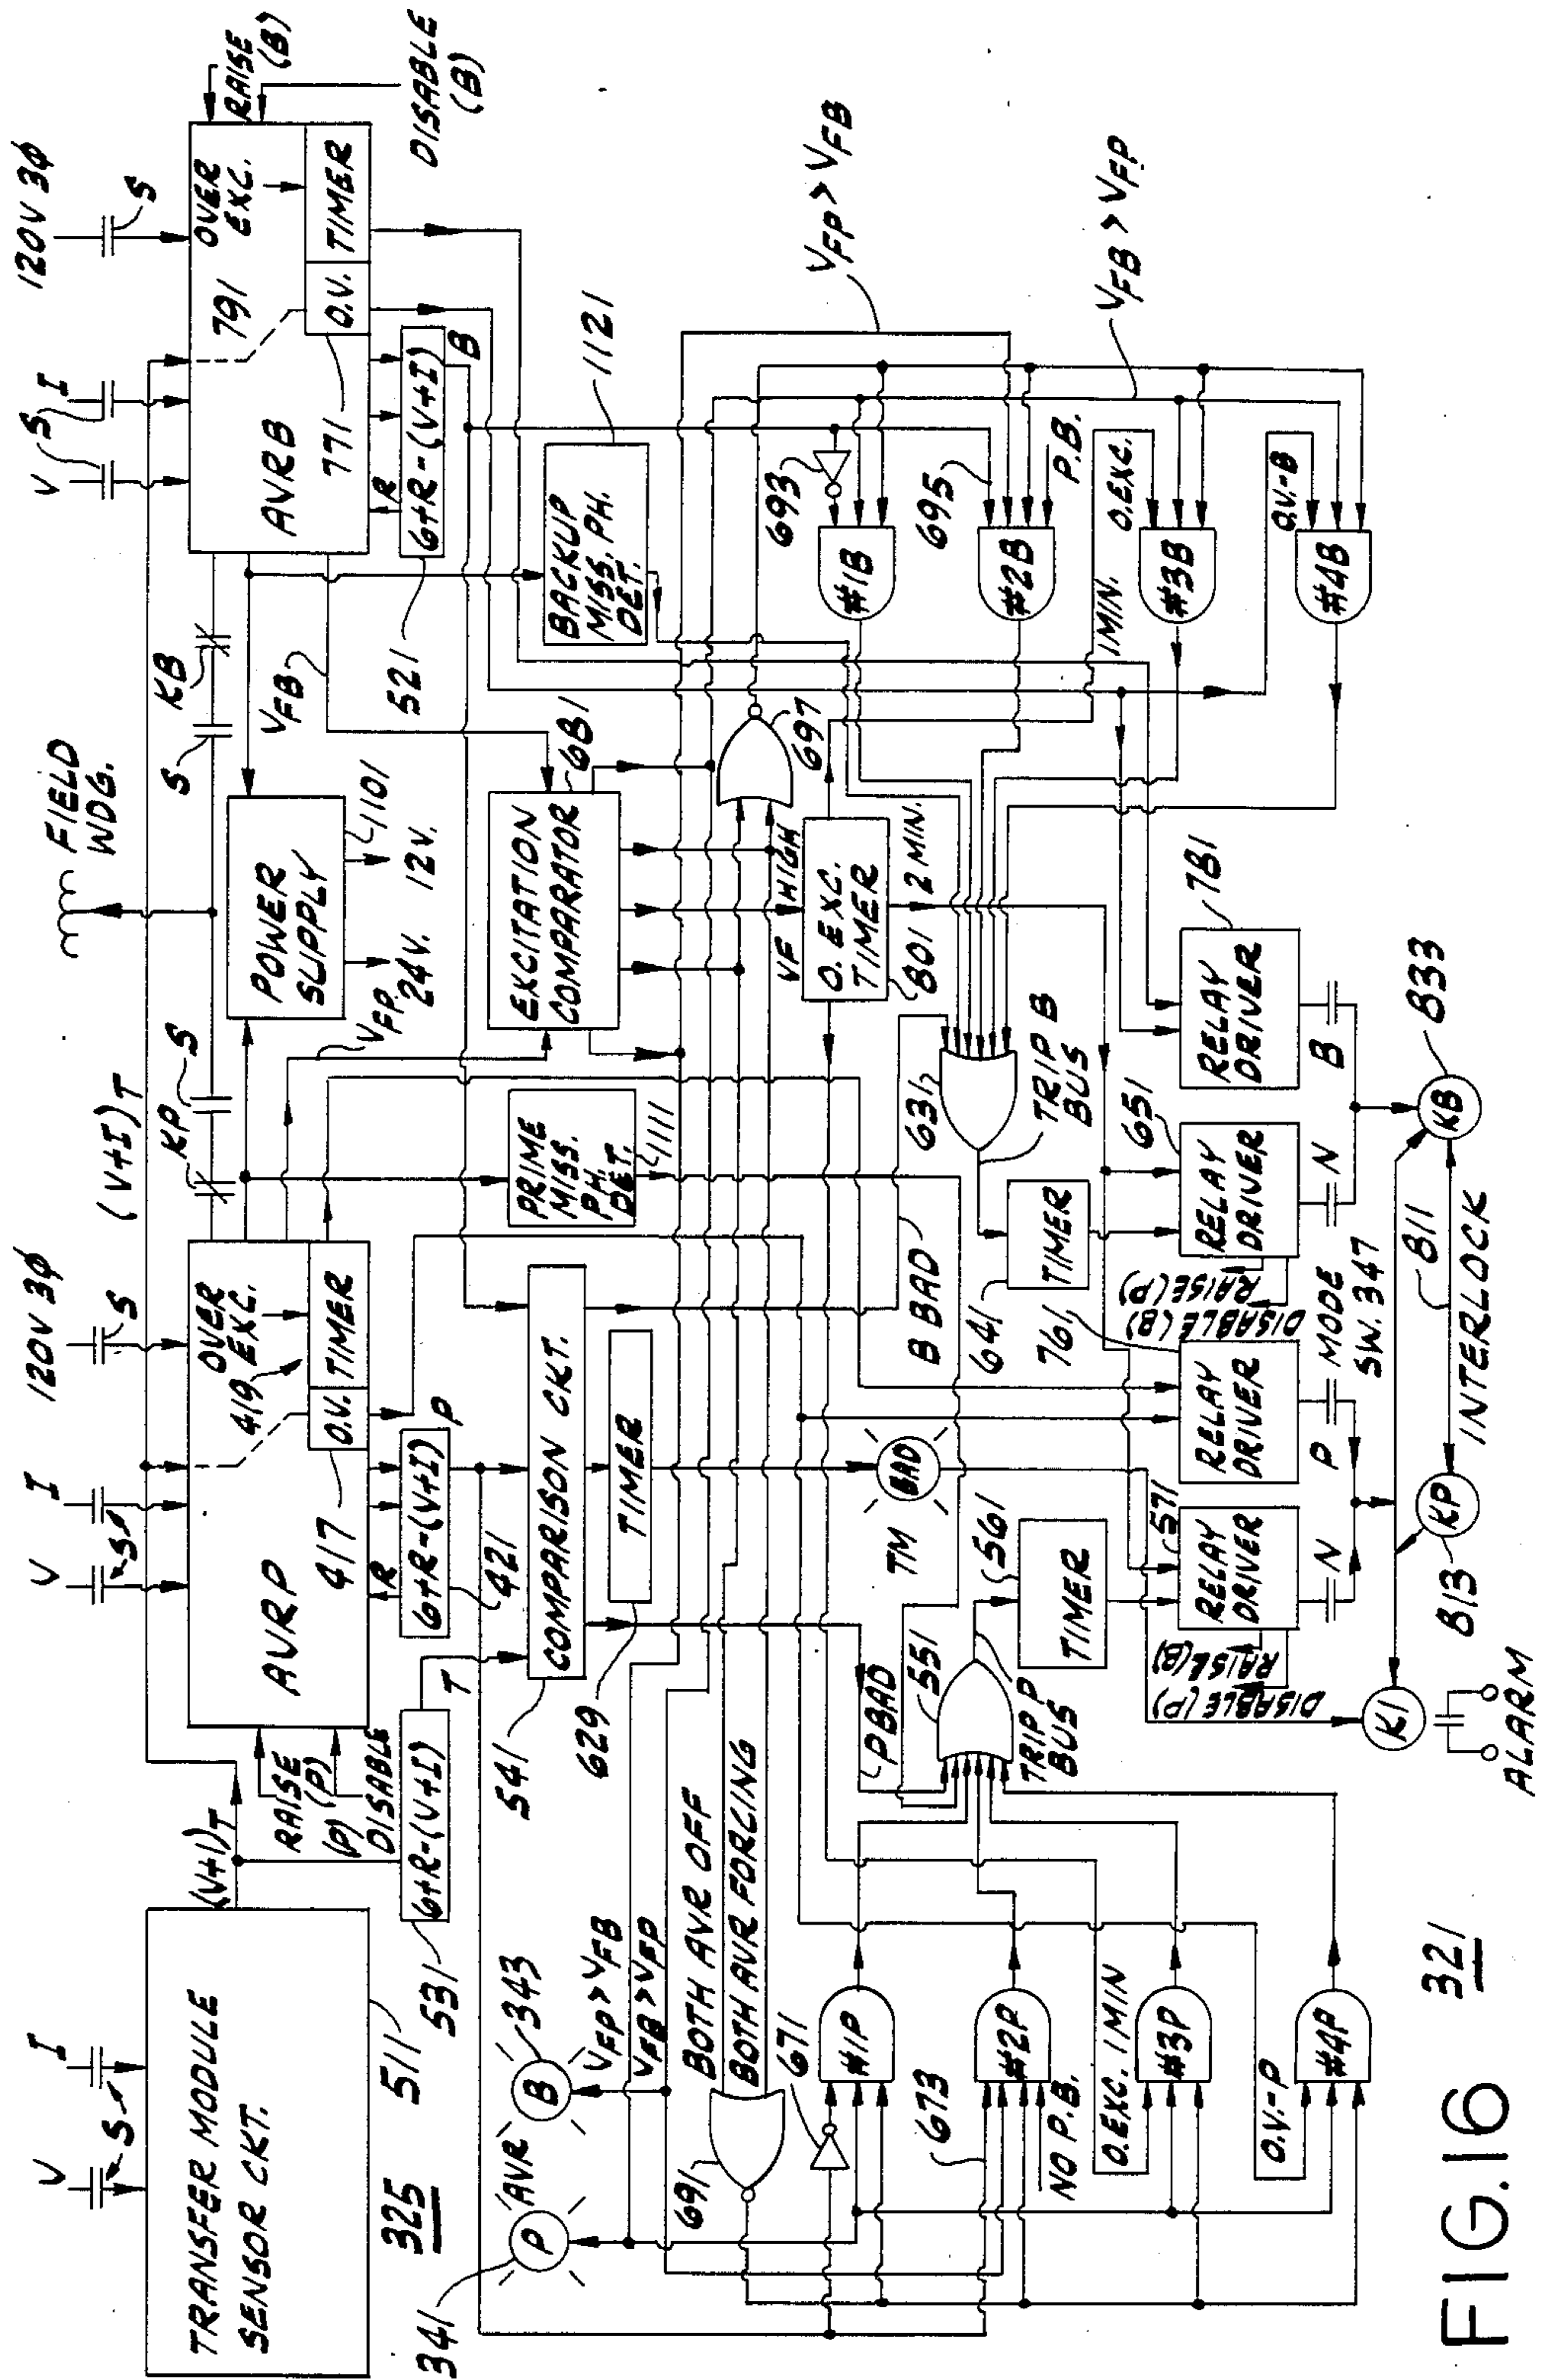 V
I
S
TRANSFER MODULE
SENSOR CKT.
511
325
(V+I)T
RAISE
(P)
(P)
DISABLE
6+R-(V+I)
531
T
V
I
S
120V 3φ
S
AVRP
OVER
EXC.
419
417
O.V.
TIMER
R
6+R-(V+I)
P
421
(V+I)T
KP
S
FIELD
WDG.
S
KB
VFP
VFB
POWER
SUPPLY
1101
24V.
12V.
V
S
I
120V 3φ
S
AVRB
OVER
EXC.
791
771
O.V.
TIMER
R
6+R-(V+I)
B
521
RAISE
(B)
DISABLE
(B)
PRIME
MISS.
PH.
DET.
1111
BACKUP
MISS. PH.
DET.
1121
541
COMPARISON CKT.
629
TIMER
EXCITATION
COMPARATOR
681
AVR
341
P
B
343
VFP>VFB
VFB>VFP
BOTH AVR OFF
BOTH AVR FORCING
691
697
VF HIGH
O. EXC.
TIMER
801
2 MIN.
1 MIN.
VFP>VFB
VFB>VFP
671
673
#1P
#2P
NO P.B.
O.EXC. 1 MIN
#3P
O.V.-P
#4P
P BAD
551
TRIP P
BUS
561
TIMER
TM
BAD
B BAD
631
TRIP B
BUS
641
TIMER
693
#1B
695
#2B
P.B.
O.EXC.
#3B
O.V.-B
#4B
571
RELAY
DRIVER
RAISE(B)
DISABLE(P)
N
761
RELAY
DRIVER
P
MODE
SW.347
651
RELAY
DRIVER
RAISE(P)
DISABLE(B)
N
781
RELAY
DRIVER
B
K1
ALARM
KP
813
INTERLOCK
811
KB
833
FIG.16
321